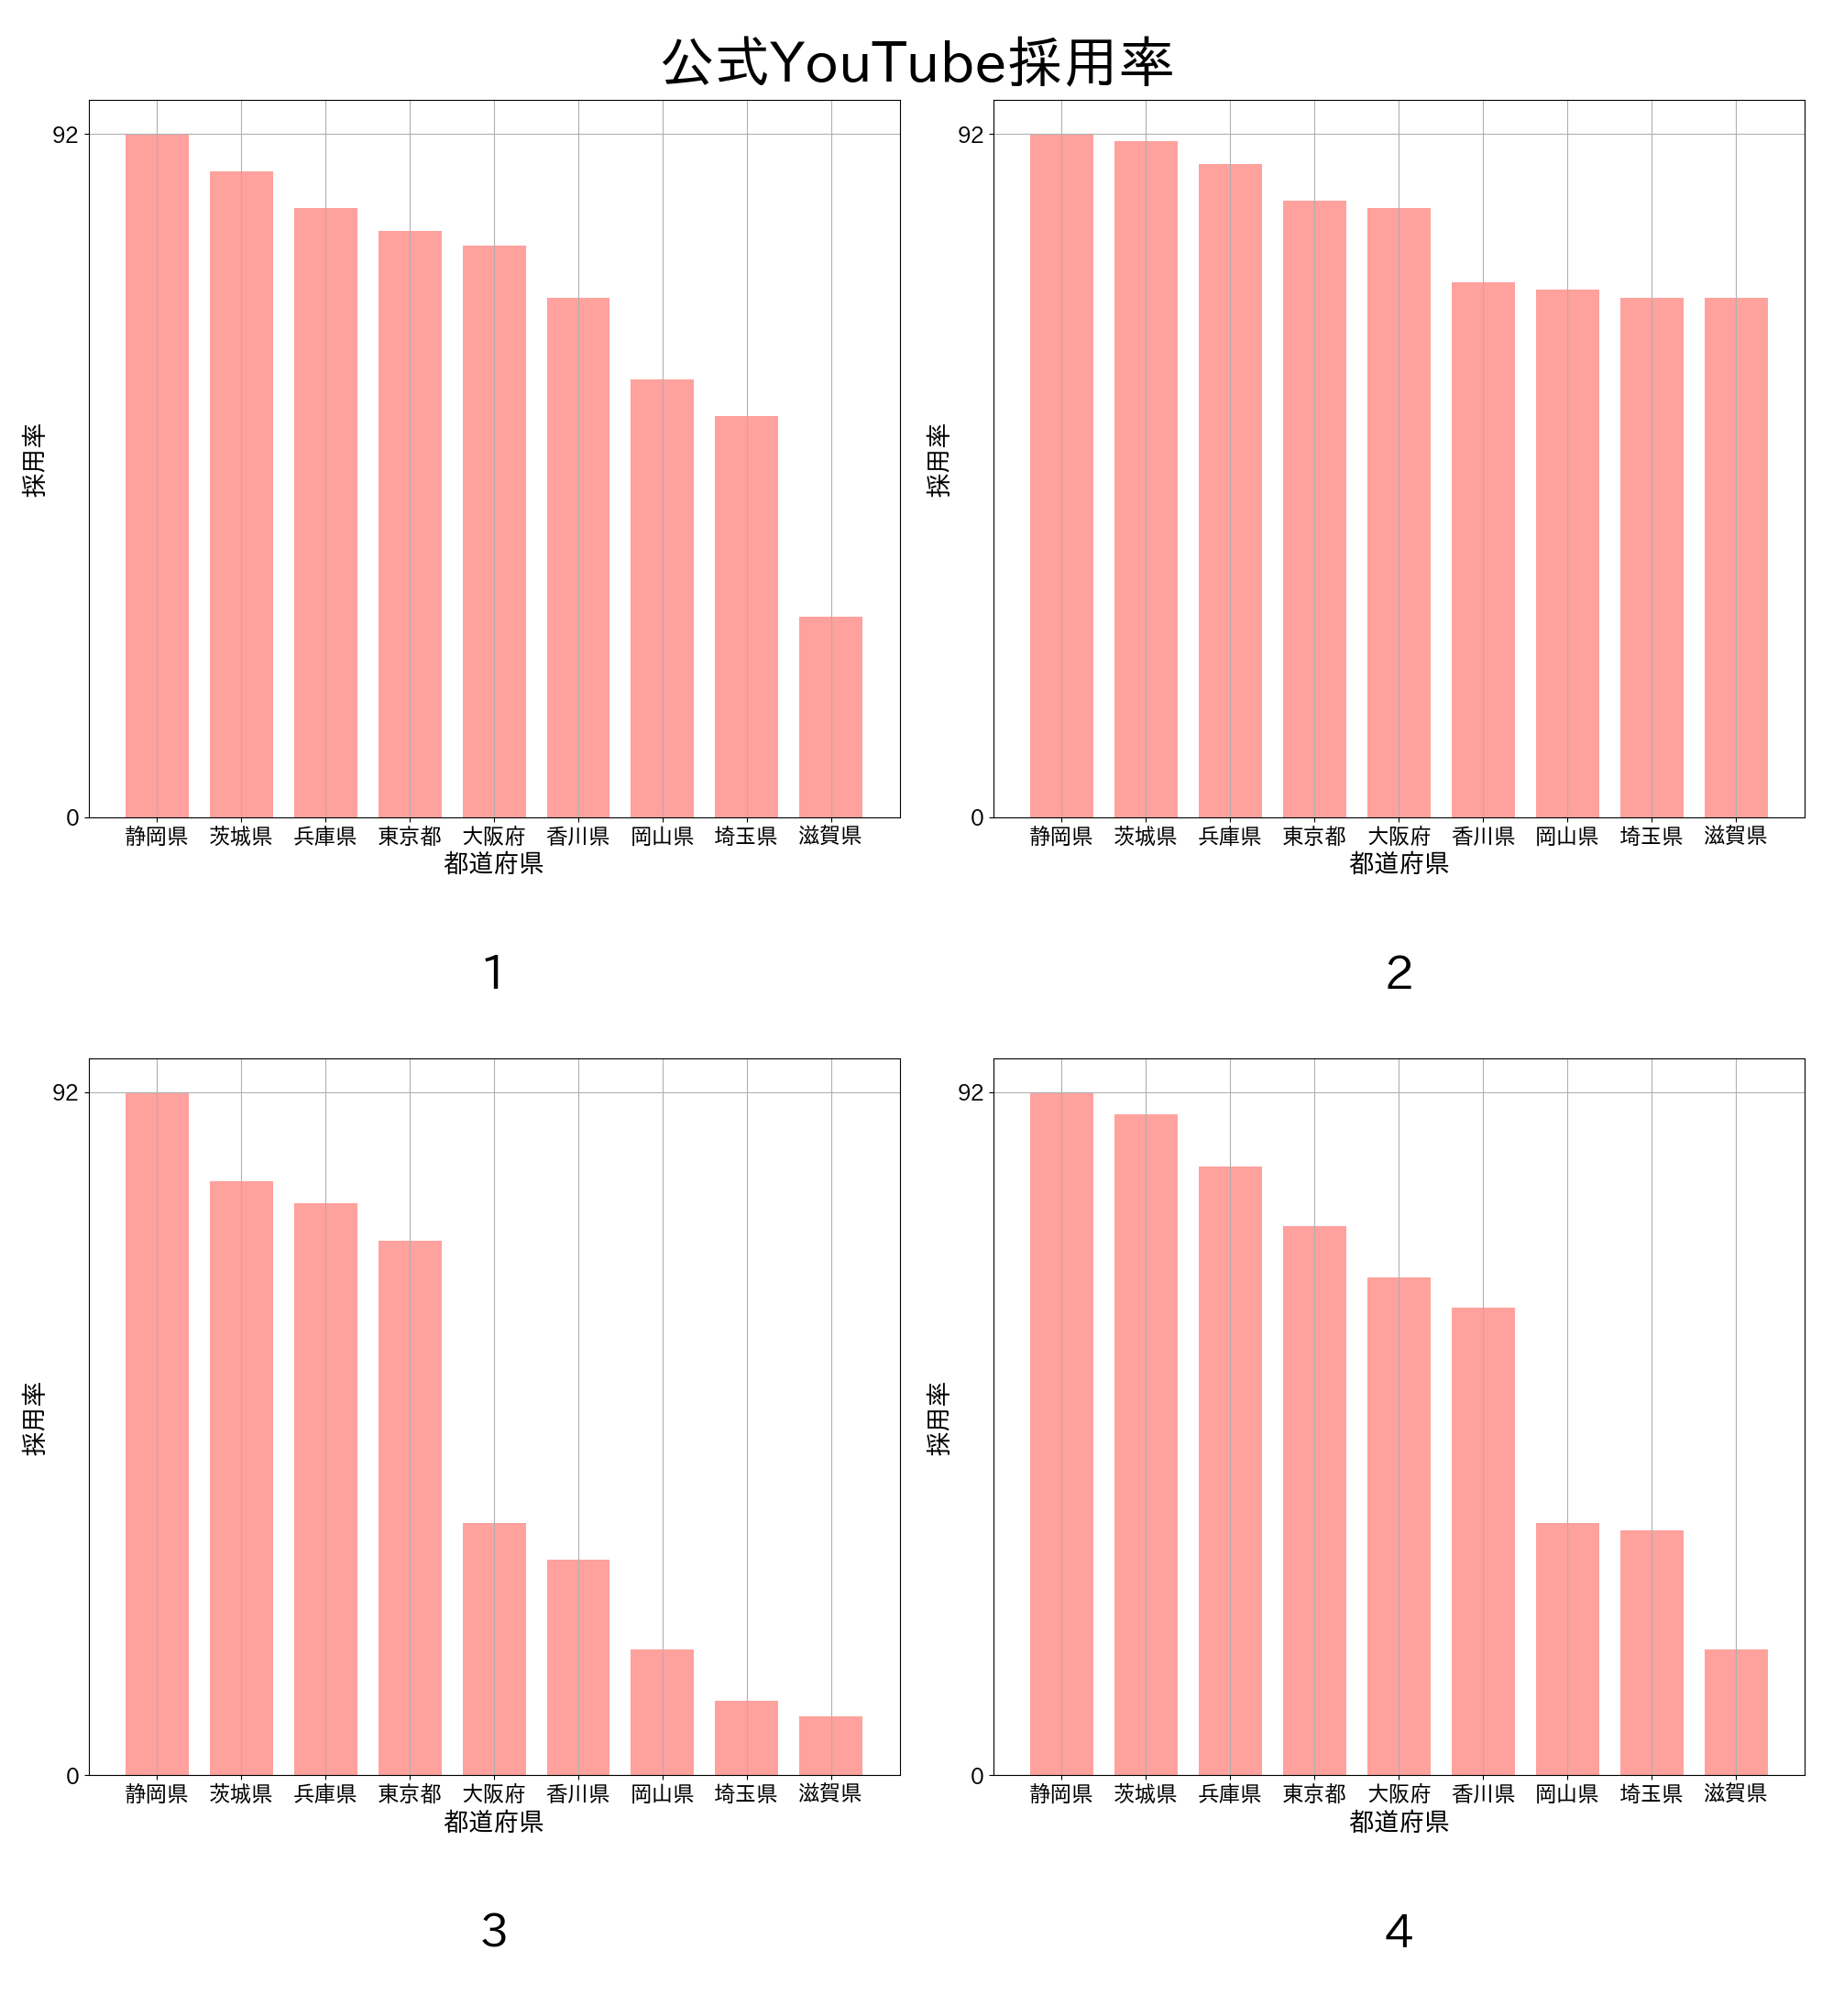 公式YouTube採用率
92
採用率
0
静岡県 茨城県 兵庫県 東京都 大阪府 香川県 岡山県 埼玉県 滋賀県
都道府県
1
92
採用率
0
静岡県 茨城県 兵庫県 東京都 大阪府 香川県 岡山県 埼玉県 滋賀県
都道府県
2
92
採用率
0
静岡県 茨城県 兵庫県 東京都 大阪府 香川県 岡山県 埼玉県 滋賀県
都道府県
3
92
採用率
0
静岡県 茨城県 兵庫県 東京都 大阪府 香川県 岡山県 埼玉県 滋賀県
都道府県
4